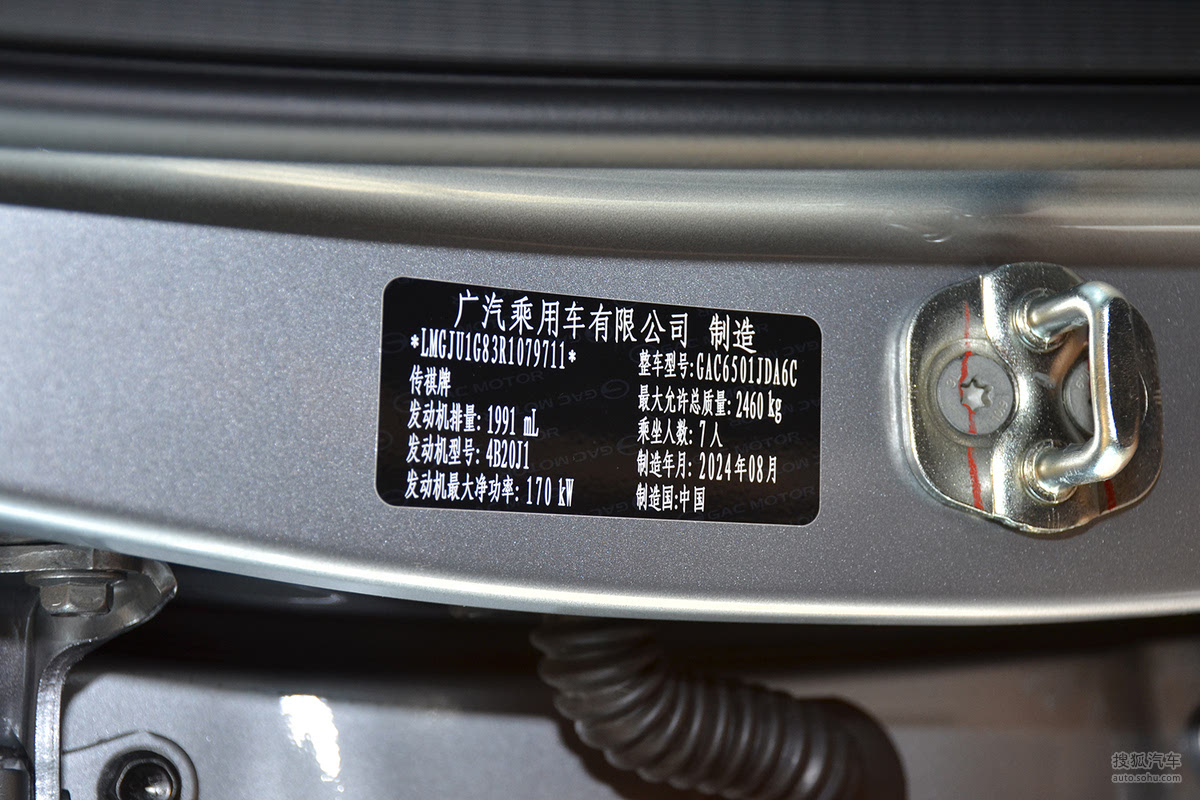 广汽乘用车有限公司 制造
*LMGJU1G83R1079711*
传祺牌
发动机排量: 1991 mL
发动机型号: 4B20J1
发动机最大净功率: 170 kW
整车型号:GAC6501JDA6C
最大允许总质量: 2460 kg
乘坐人数: 7人
制造年月: 2024年08月
制造国:中国
GAC MOTOR
搜狐汽车
auto.sohu.com